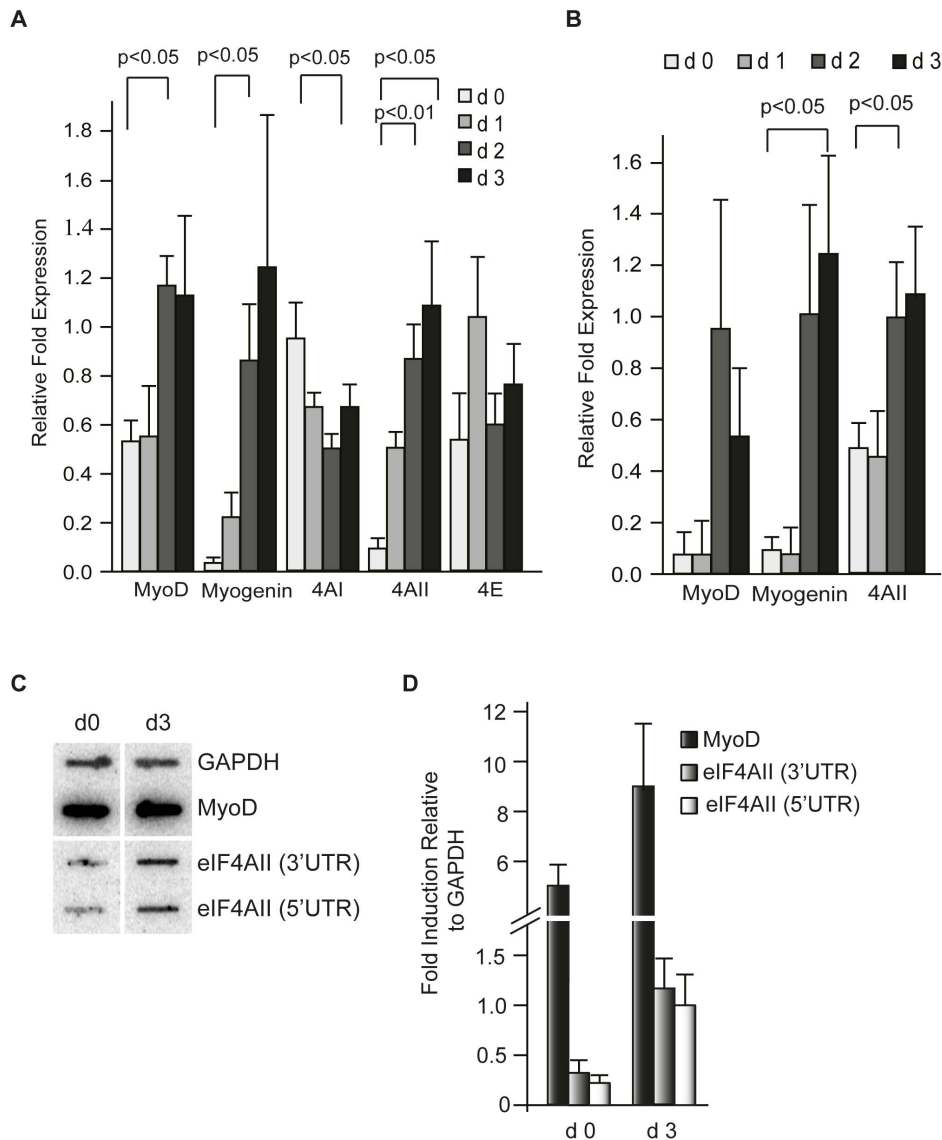 A
p<0.05 p<0.05 p<0.05 p<0.05
p<0.01
d 0
d 1
d 2
d 3
Relative Fold Expression
1.8
1.6
1.4
1.2
1.0
0.8
0.6
0.4
0.2
0.0
MyoD Myogenin 4AI 4AII 4E
B
d 0 d 1 d 2 d 3
p<0.05 p<0.05
Relative Fold Expression
1.6
1.4
1.2
1.0
0.8
0.6
0.4
0.2
0.0
MyoD Myogenin 4AII
C
d0 d3
GAPDH
MyoD
eIF4AII (3'UTR)
eIF4AII (5'UTR)
D
Fold Induction Relative
to GAPDH
12
10
8
6
1.5
1.0
0.5
0
MyoD
eIF4AII (3'UTR)
eIF4AII (5'UTR)
d 0 d 3